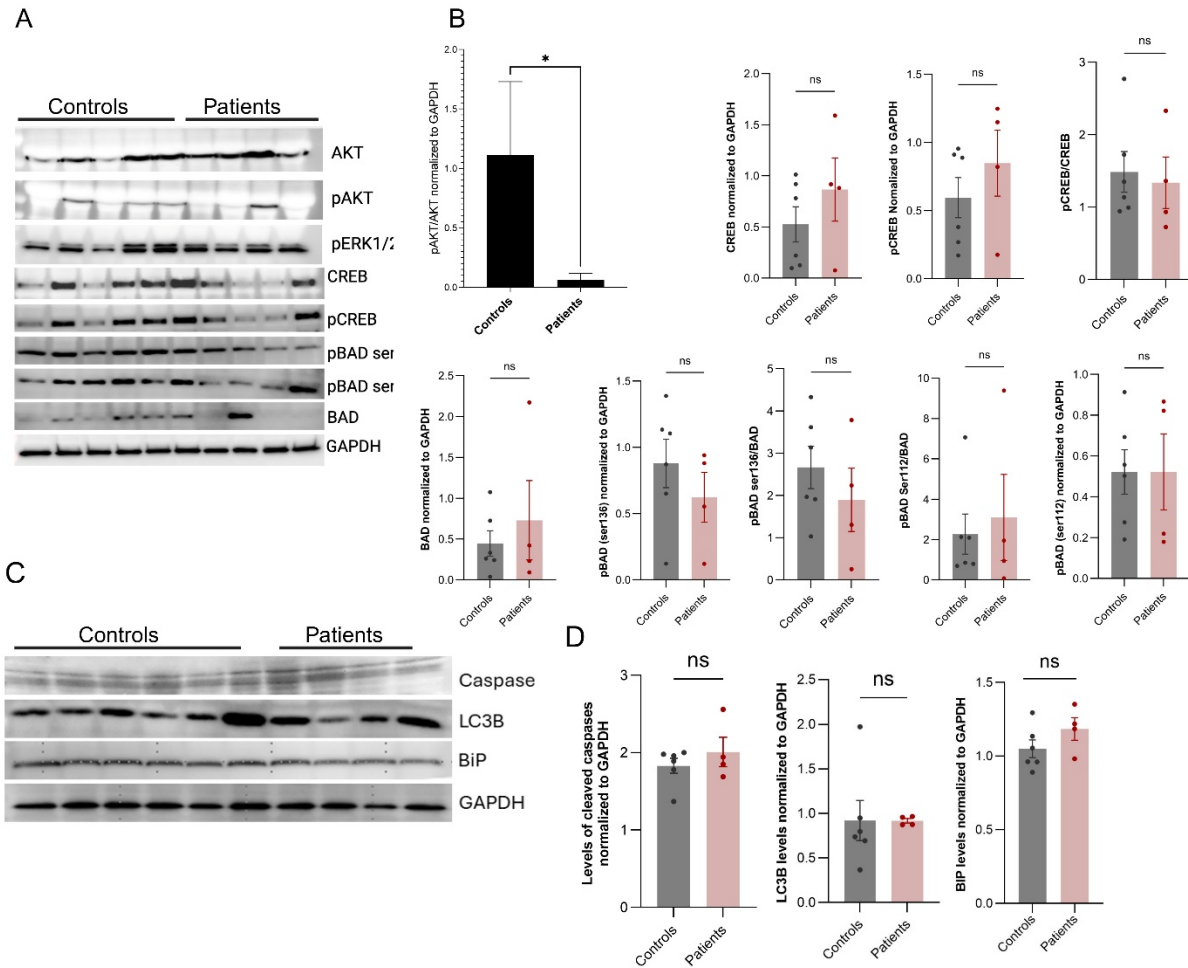 A
Controls Patients
AKT
pAKT
pERK1/2
CREB
pCREB
pBAD ser
pBAD ser
BAD
GAPDH
B
pAKT/AKT normalized to GAPDH
2.0
1.5
1.0
0.5
0.0
*
Controls
Patients
CREB normalized to GAPDH
2.0
1.5
1.0
0.5
0.0
ns
Controls
Patients
pCREB Normalized to GAPDH
1.5
1.0
0.5
0.0
ns
Controls
Patients
pCREB/CREB
3
2
1
0
ns
Controls
Patients
BAD normalized to GAPDH
2.5
2.0
1.5
1.0
0.5
0.0
ns
Controls
Patients
pBAD (ser136) normalized to GAPDH
1.5
1.0
0.5
0.0
ns
Controls
Patients
pBAD ser136/BAD
5
4
3
2
1
0
ns
Controls
Patients
pBAD Ser112/BAD
10
8
6
4
2
0
ns
Controls
Patients
pBAD (ser112) normalized to GAPDH
1.0
0.8
0.6
0.4
0.2
0.0
ns
Controls
Patients
C
Controls Patients
Caspase
LC3B
BiP
GAPDH
D
Levels of cleaved caspases
normalized to GAPDH
3
2
1
0
ns
Controls
Patients
LC3B levels normalized to GAPDH
2.5
2.0
1.5
1.0
0.5
0.0
ns
Controls
Patients
BIP levels normalized to GAPDH
1.5
1.0
0.5
0.0
ns
Controls
Patients